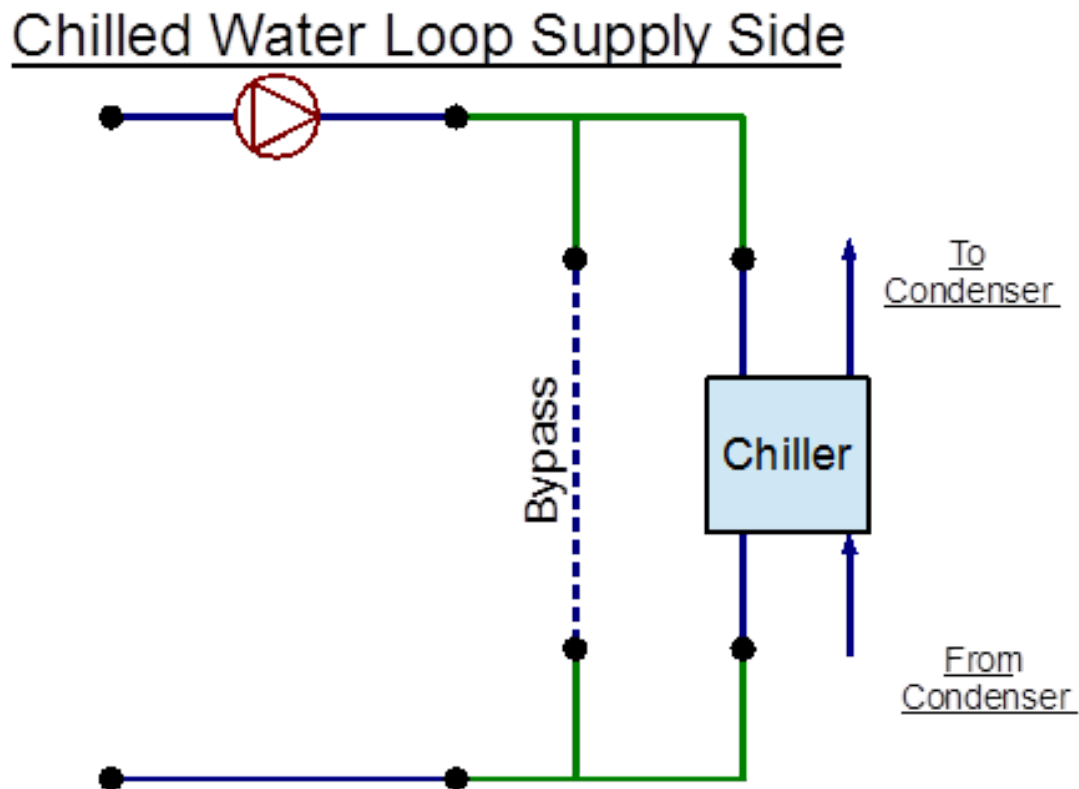 Chilled Water Loop Supply Side
To
Condenser
Bypass
Chiller
From
Condenser